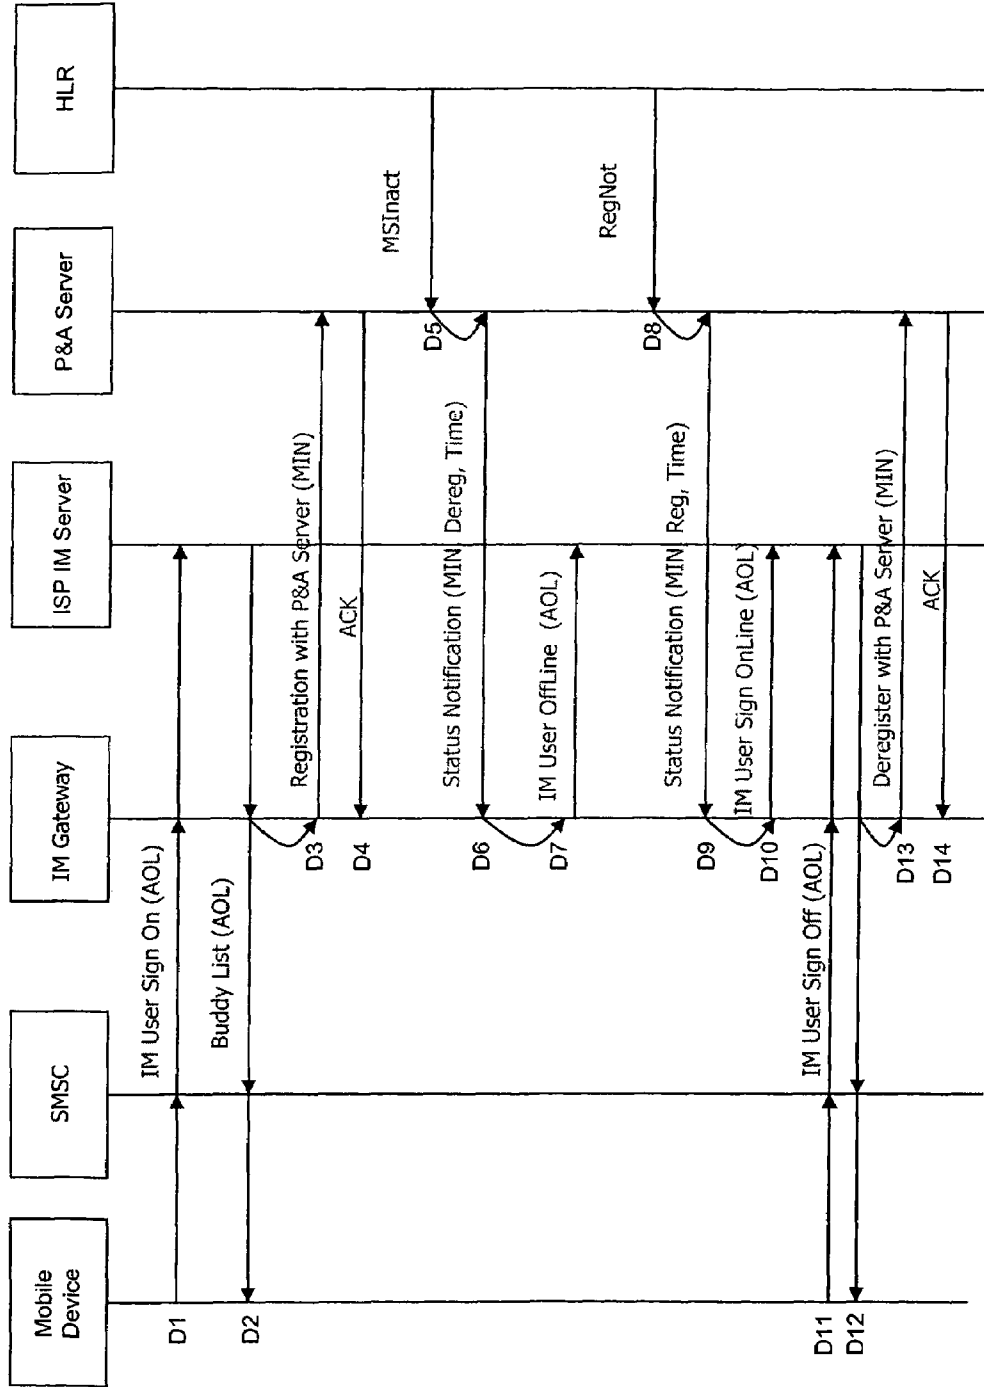 Mobile
Device
SMSC
IM Gateway
ISP IM Server
P&A Server
HLR
D1
IM User Sign On (AOL)
D2
Buddy List (AOL)
D3
Registration with P&A Server (MIN)
D4
ACK
MSInact
D5
D6
Status Notification (MIN, Dereg, Time)
D7
IM User OffLine (AOL)
RegNot
D8
D9
Status Notification (MIN, Reg, Time)
D10
IM User Sign OnLine (AOL)
D11
IM User Sign Off (AOL)
D12
D13
Deregister with P&A Server (MIN)
D14
ACK